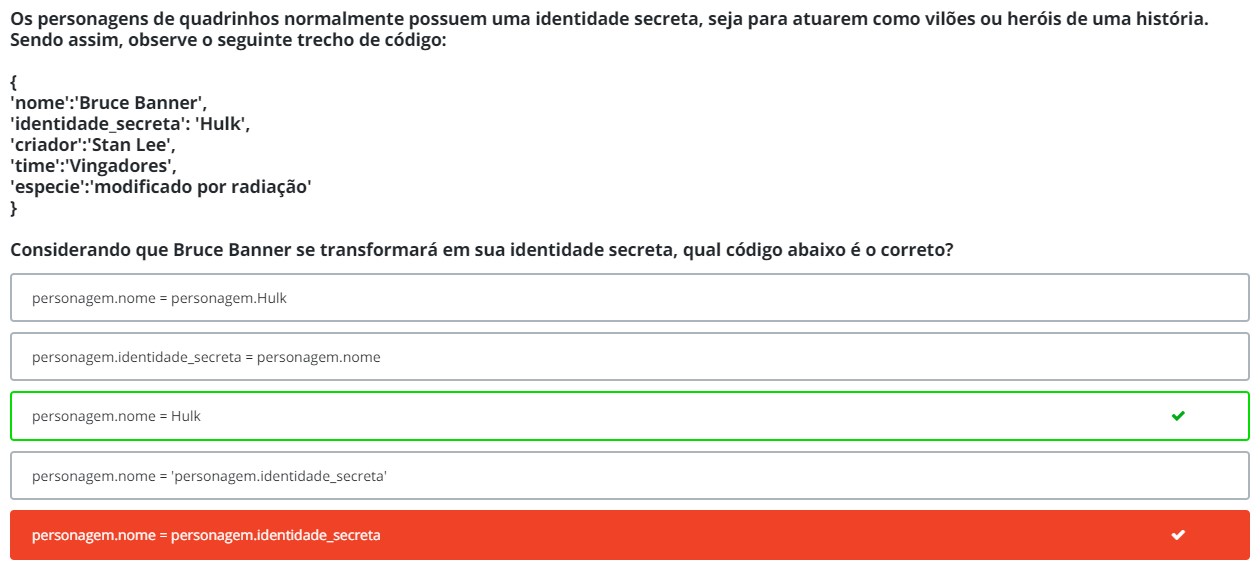 Os personagens de quadrinhos normalmente possuem uma identidade secreta, seja para atuarem como vilões ou heróis de uma história.
Sendo assim, observe o seguinte trecho de código:
{
'nome':'Bruce Banner',
'identidade_secreta': 'Hulk',
'criador':'Stan Lee',
'time':'Vingadores',
'especie':'modificado por radiação'
}
Considerando que Bruce Banner se transformará em sua identidade secreta, qual código abaixo é o correto?
personagem.nome = personagem.Hulk
personagem.identidade_secreta = personagem.nome
personagem.nome = Hulk
personagem.nome = 'personagem.identidade_secreta'
personagem.nome = personagem.identidade_secreta